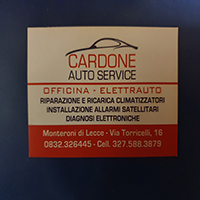 CARDONE
AUTO SERVICE
OFFICINA - ELETTRAUTO
RIPARAZIONE E RICARICA CLIMATIZZATORI
INSTALLAZIONE ALLARMI SATELLITARI
DIAGNOSI ELETTRONICHE
Monteroni di Lecce - Via Torricelli, 16
0832.326445 - Cell. 327.588.3879